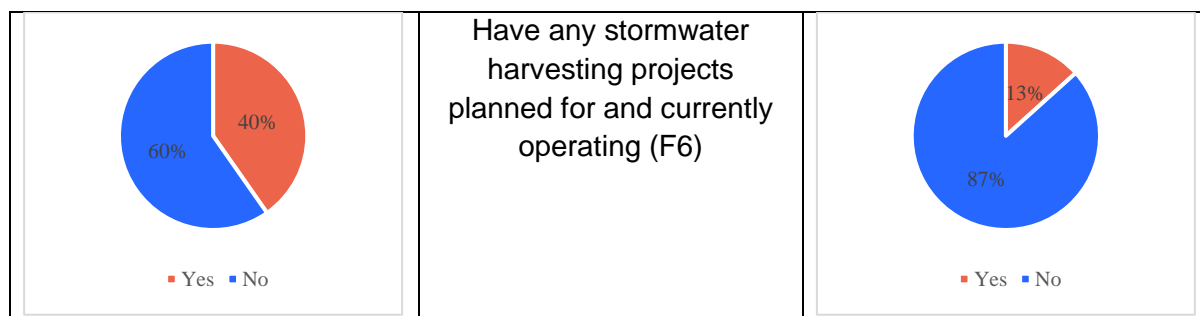 40%
60%
Yes No
Have any stormwater
harvesting projects
planned for and currently
operating (F6)
13%
87%
Yes No